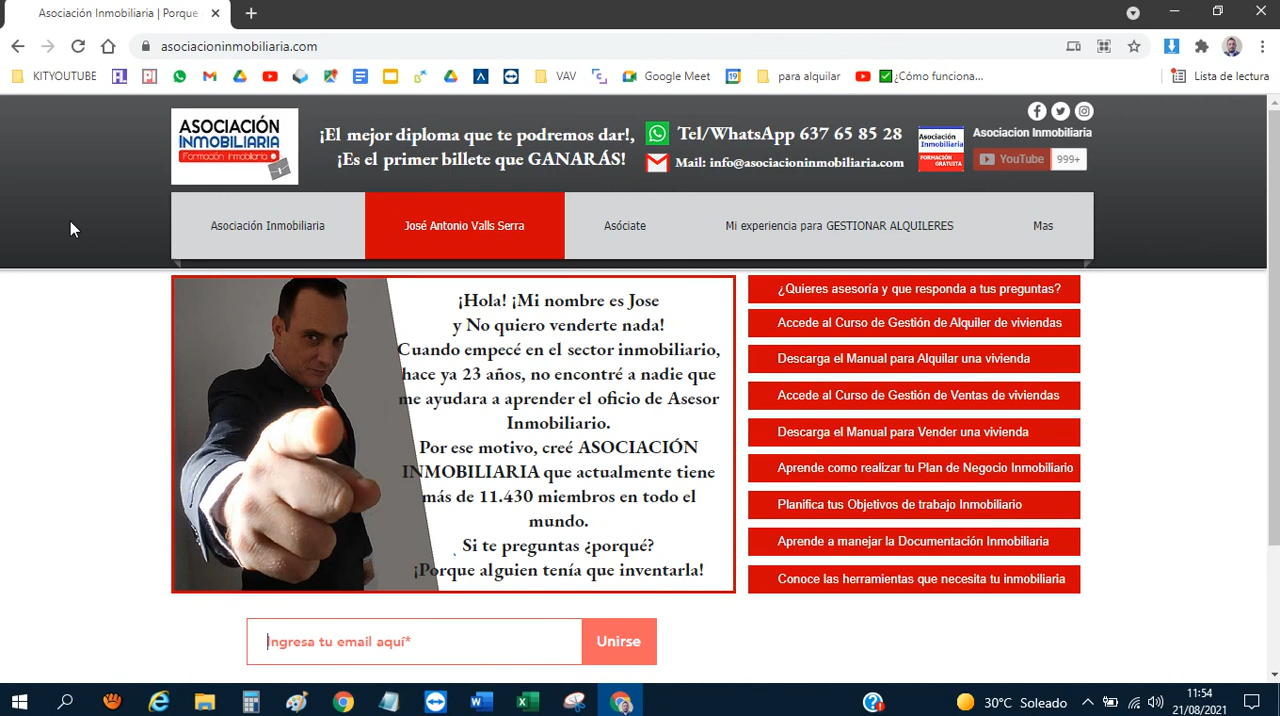 Asociación Inmobiliaria | Porque
asociacioninmobiliaria.com
KITYOUTUBE
VAV
Google Meet
para alquilar
¿Cómo funciona...
Lista de lectura
ASOCIACIÓN
INMOBILIARIA
Formación Inmobiliaria
¡El mejor diploma que te podremos dar!,
¡Es el primer billete que GANARÁS!
Tel/WhatsApp 637 65 85 28
Mail: info@asociacioninmobiliaria.com
Asociación
Inmobiliaria
FORMACIÓN
GRATUITA
Asociacion Inmobiliaria
YouTube 999+
Asociación Inmobiliaria
José Antonio Valls Serra
Asóciate
Mi experiencia para GESTIONAR ALQUILERES
Mas
¡Hola! ¡Mi nombre es Jose
y No quiero venderte nada!
Cuando empecé en el sector inmobiliario,
hace ya 23 años, no encontré a nadie que
me ayudara a aprender el oficio de Asesor
Inmobiliario.
Por ese motivo, creé ASOCIACIÓN
INMOBILIARIA que actualmente tiene
más de 11.430 miembros en todo el
mundo.
Si te preguntas ¿porqué?
¡Porque alguien tenía que inventarla!
¿Quieres asesoría y que responda a tus preguntas?
Accede al Curso de Gestión de Alquiler de viviendas
Descarga el Manual para Alquilar una vivienda
Accede al Curso de Gestión de Ventas de viviendas
Descarga el Manual para Vender una vivienda
Aprende como realizar tu Plan de Negocio Inmobiliario
Planifica tus Objetivos de trabajo Inmobiliario
Aprende a manejar la Documentación Inmobiliaria
Conoce las herramientas que necesita tu inmobiliaria
Ingresa tu email aquí*
Unirse
30°C Soleado
11:54
21/08/2021